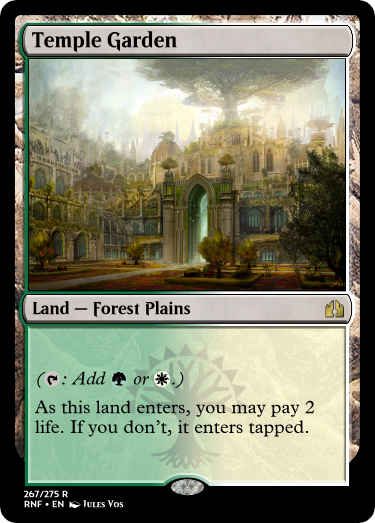 Temple Garden
Land — Forest Plains
(: Add or .)
As this land enters, you may pay 2
life. If you don't, it enters tapped.
267/275 R
RNF • EN Jules Vos